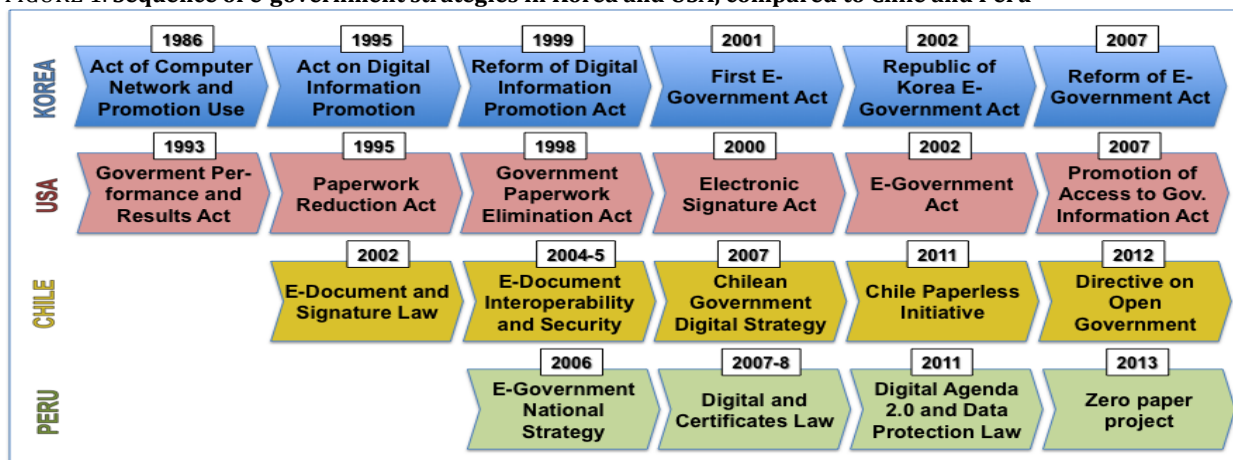 FIGURE 1. Sequence of e-government strategies in Korea and USA, compared to Chile and Peru
KOREA
1986
Act of Computer
Network and
Promotion Use
1995
Act on Digital
Information
Promotion
1999
Reform of Digital
Information
Promotion Act
2001
First E-
Government Act
2002
Republic of
Korea E-
Government Act
2007
Reform of E-
Government Act
USA
1993
Goverment Per-
formance and
Results Act
1995
Paperwork
Reduction Act
1998
Government
Paperwork
Elimination Act
2000
Electronic
Signature Act
2002
E-Government
Act
2007
Promotion of
Access to Gov.
Information Act
CHILE
2002
E-Document and
Signature Law
2004-5
E-Document
Interoperability
and Security
2007
Chilean
Government
Digital Strategy
2011
Chile Paperless
Initiative
2012
Directive on
Open
Government
PERU
2006
E-Government
National
Strategy
2007-8
Digital and
Certificates Law
2011
Digital Agenda
2.0 and Data
Protection Law
2013
Zero paper
project